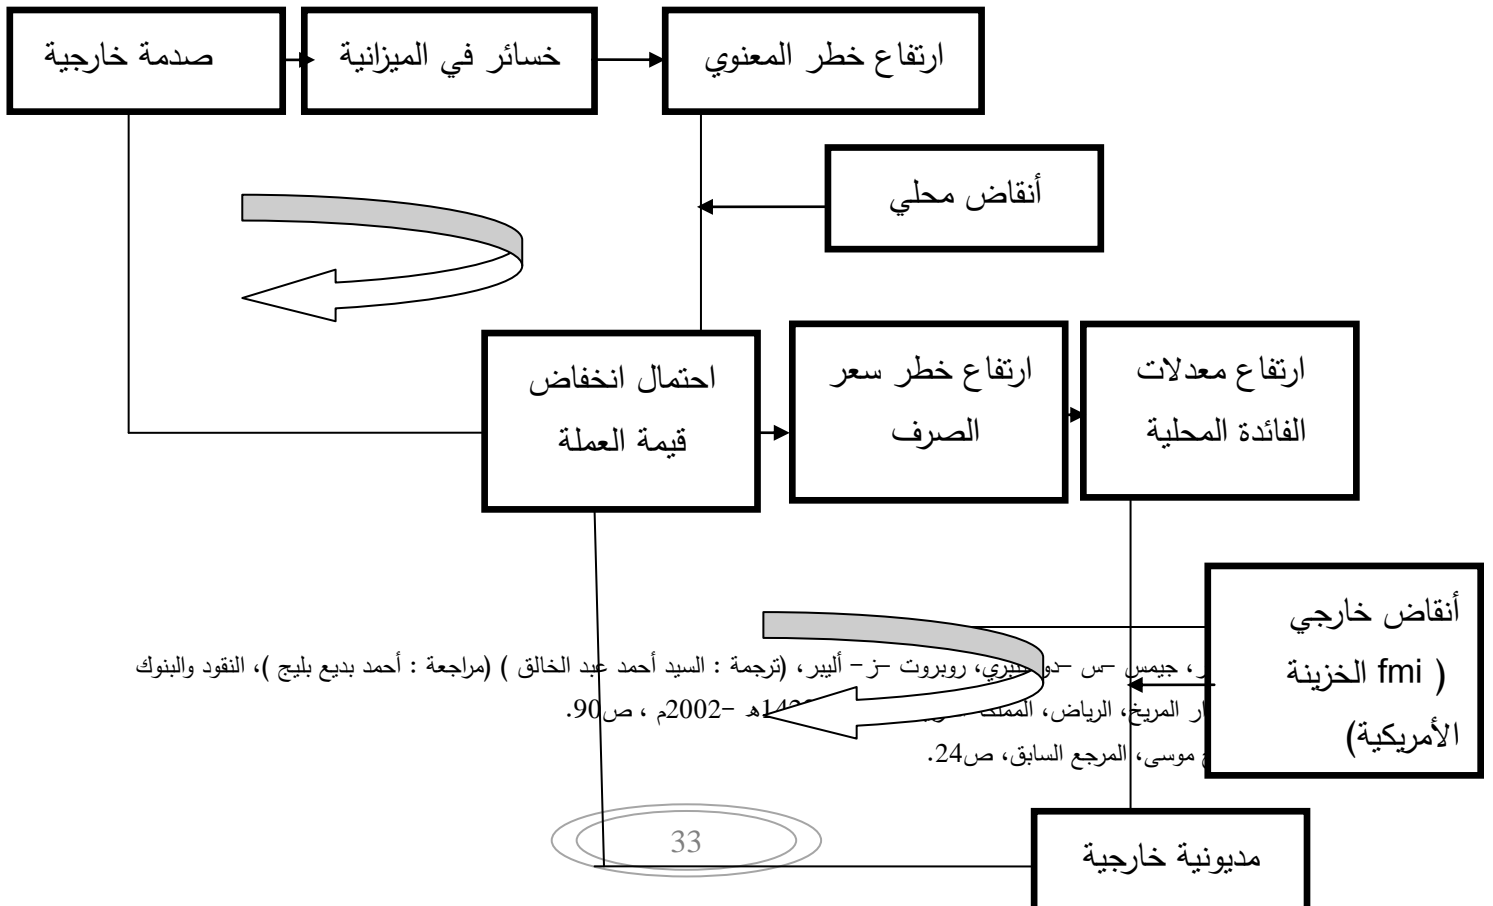 صدمة خارجية
خسائر في الميزانية
ارتفاع خطر المعنوي
أنقاض محلي
احتمال انخفاض
قيمة العملة
ارتفاع خطر سعر
الصرف
ارتفاع معدلات
الفائدة المحلية
أنقاض خارجي
( fmi الخزينة
الأمريكية)
، جيمس –س –دو ، روبروت –ز – أليبر، (ترجمة : السيد أحمد عبد الخالق ) (مراجعة : أحمد بديع بليج )، النقود والبنوك
المريخ، الرياض، –2002م ، ص90.
موسى، المرجع السابق، ص24.
33
مديونية خارجية